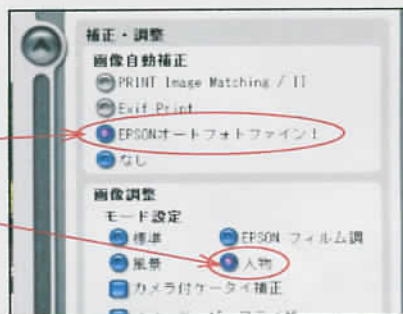 補正・調整
画像自動補正
PRINT Image Matching / II
Exif Print
EPSONオートフォトファイン！
なし
画像調整
モード設定
標準 EPSON フィルム調
風景 人物
カメラ付ケータイ補正